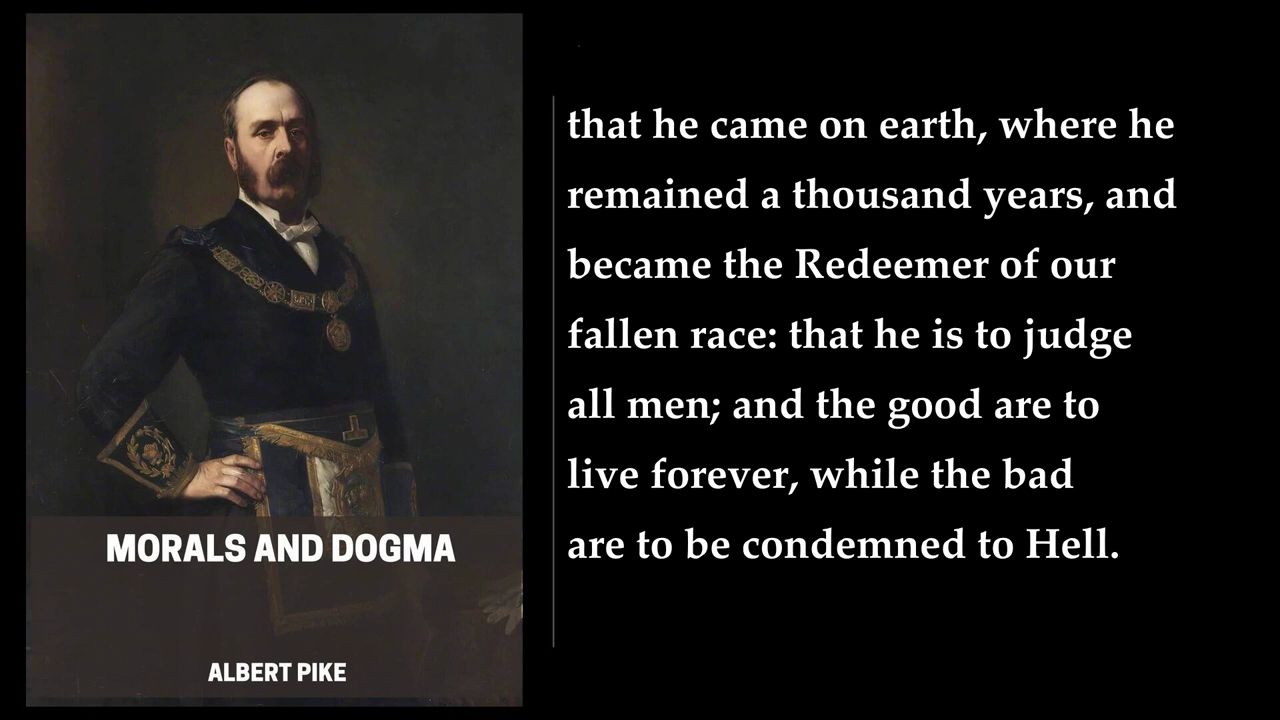 MORALS AND DOGMA
ALBERT PIKE
that he came on earth, where he
remained a thousand years, and
became the Redeemer of our
fallen race: that he is to judge
all men; and the good are to
live forever, while the bad
are to be condemned to Hell.